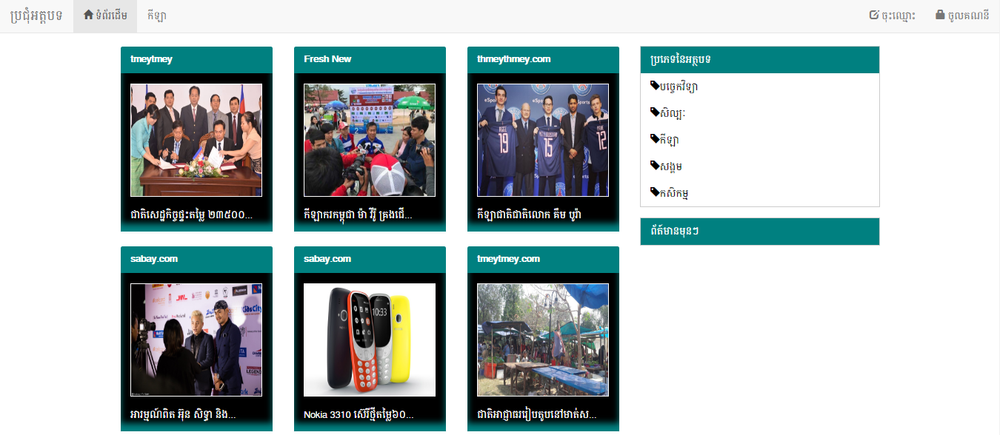 ប្រជុំអត្តបទ
ទំព័រដើម
កីឡា
ចុះឈ្មោះ
ចូលគណនី
tmeytmey
ជាតិសេដ្ឋកិច្ចផ្ទះតម្លៃ ២៣៥០០...
Fresh New
កីឡាករកម្ពុជា ម៉ា វីរ៉ូ គ្រងជើ...
thmeythmey.com
កីឡាជាតិជាតិលោក គឹម បូរ៉ា
sabay.com
អារម្មណ៍ពិត អ៊ុន សិទ្ធា និង...
sabay.com
Nokia 3310 ស៊េរីថ្មីតម្លៃ៦០...
tmeytmey.com
ជាតិអាជ្ញាធររៀបតូបនៅមាត់ស...
ប្រភេទនៃអត្ថបទ
បច្ចេកវិទ្យា
សិល្បៈ
កីឡា
សង្គម
កសិកម្ម
ព័ត៍មានមុនៗ